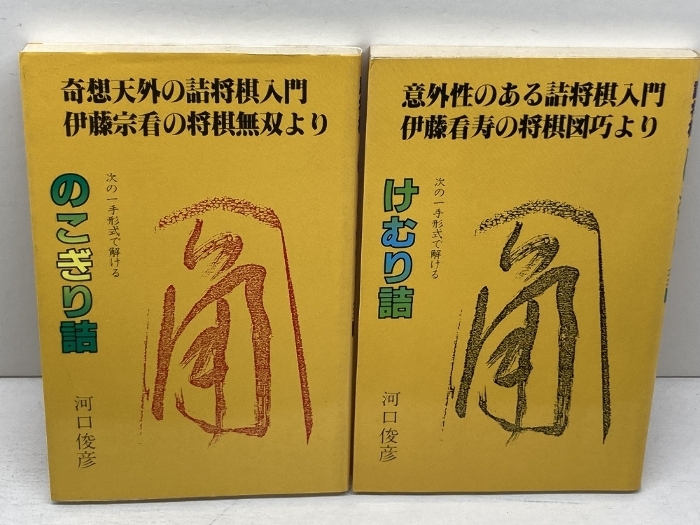 奇想天外の詰将棋入門
伊藤宗看の将棋無双より
次の一手形式で解ける
のこぎり詰
角
河口俊彦
意外性のある詰将棋入門
伊藤看寿の将棋図巧より
次の一手形式で解ける
けむり詰
角
河口俊彦